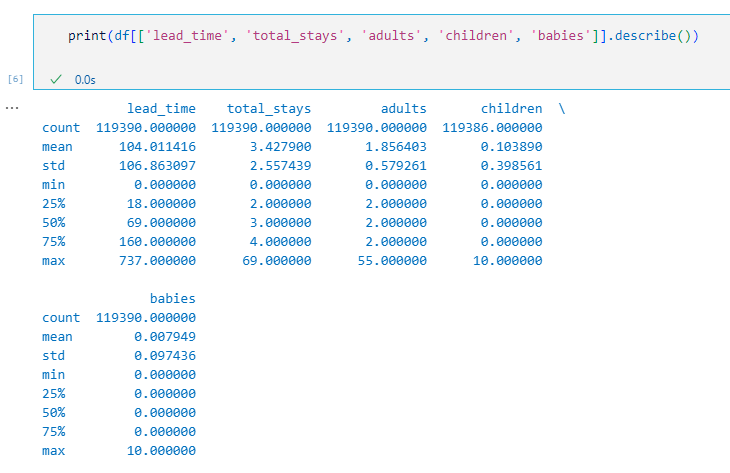 print(df[['lead_time', 'total_stays', 'adults', 'children', 'babies']].describe())
[6] ✓ 0.0s
... lead_time total_stays adults children \
count 119390.000000 119390.000000 119390.000000 119386.000000
mean 104.011416 3.427900 1.856403 0.103890
std 106.863097 2.557439 0.579261 0.398561
min 0.000000 0.000000 0.000000 0.000000
25% 18.000000 2.000000 2.000000 0.000000
50% 69.000000 3.000000 2.000000 0.000000
75% 160.000000 4.000000 2.000000 0.000000
max 737.000000 69.000000 55.000000 10.000000
babies
count 119390.000000
mean 0.007949
std 0.097436
min 0.000000
25% 0.000000
50% 0.000000
75% 0.000000
max 10.000000